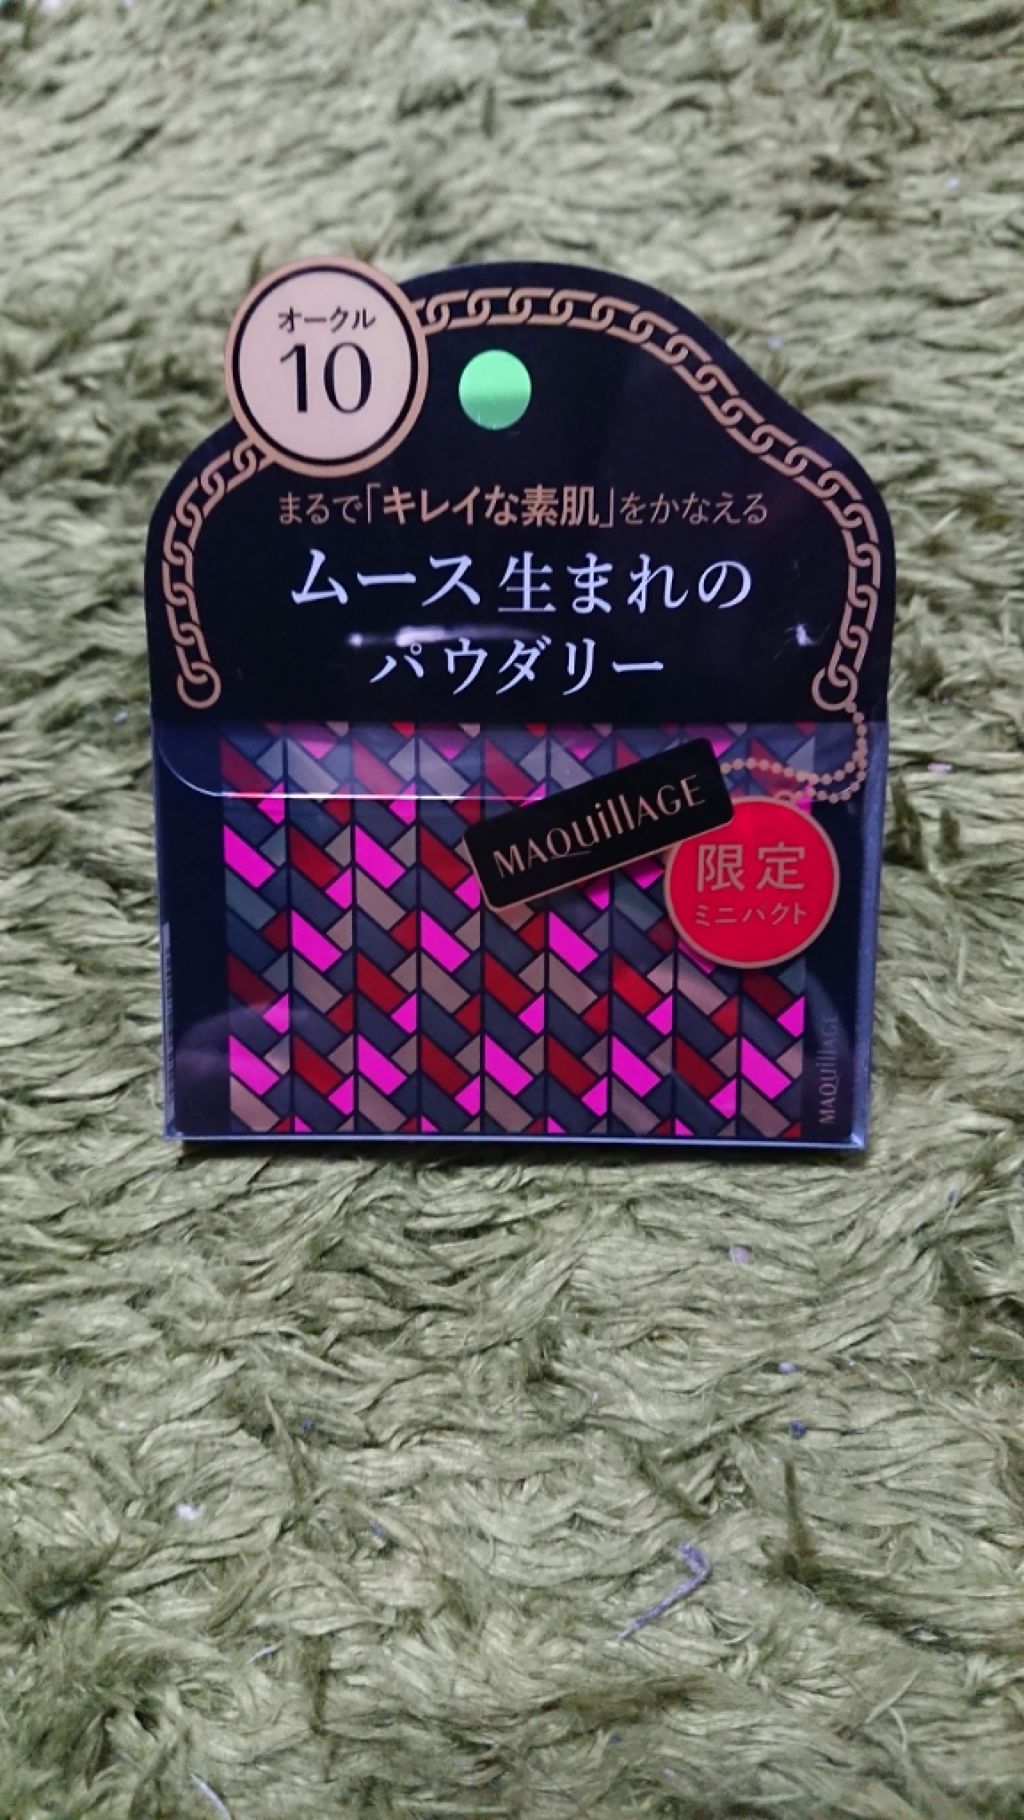 オークル
10
まるで「キレイな素肌」をかなえる
ムース生まれの
パウダリー
MAQuillAGE
限定
ミニパクト
MAQuillAGE